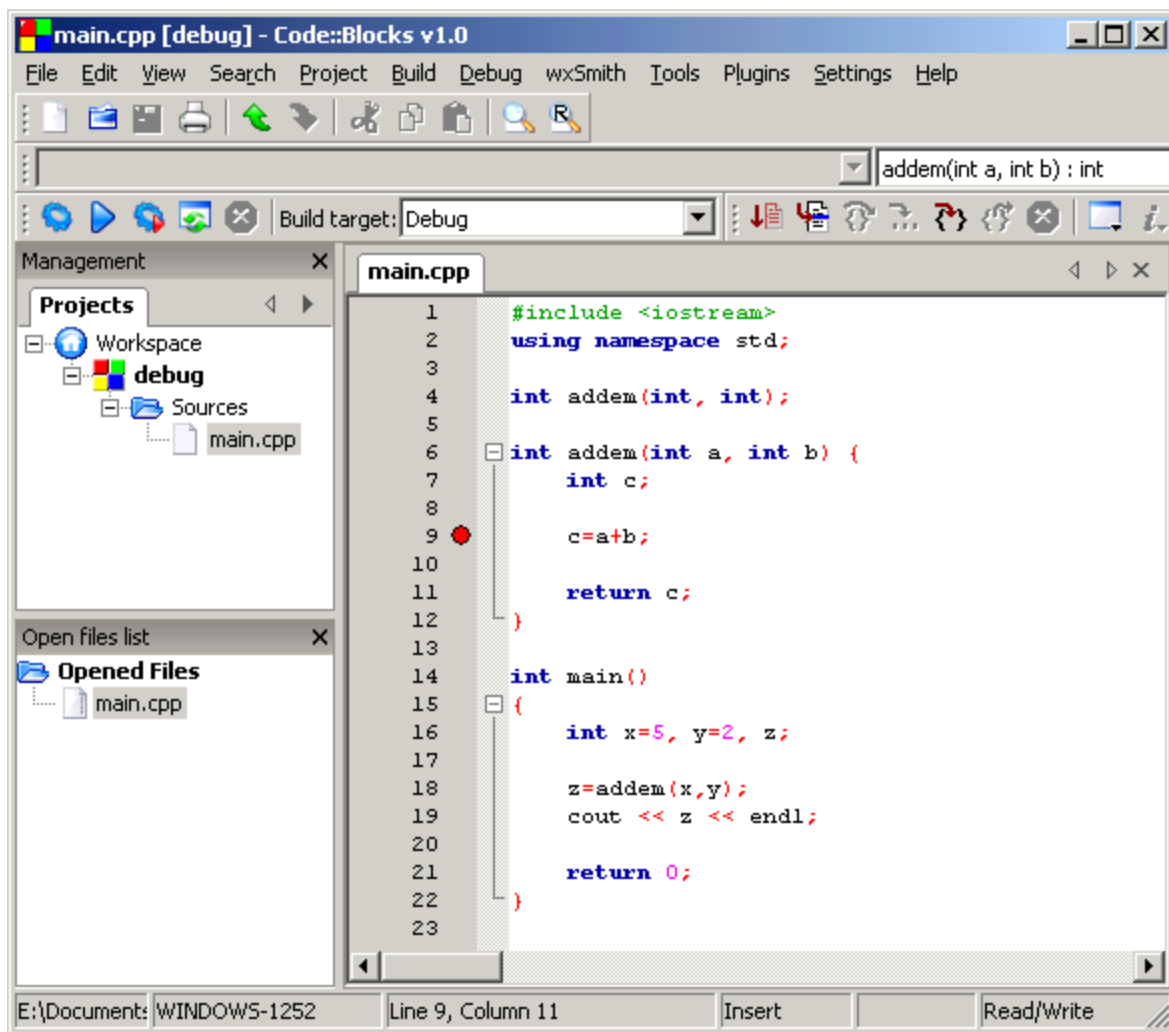 main.cpp [debug] - Code::Blocks v1.0
File Edit View Search Project Build Debug wxSmith Tools Plugins Settings Help
R
addem(int a, int b) : int
Build target: Debug
Management
Projects
Workspace
debug
Sources
main.cpp
Open files list
Opened Files
main.cpp
main.cpp
1 #include <iostream>
2 using namespace std;
3
4 int addem(int, int);
5
6 int addem(int a, int b) {
7     int c;
8
9     c=a+b;
10
11     return c;
12 }
13
14 int main()
15 {
16     int x=5, y=2, z;
17
18     z=addem(x,y);
19     cout << z << endl;
20
21     return 0;
22 }
23
E:\Documents WINDOWS-1252 Line 9, Column 11 Insert Read/Write